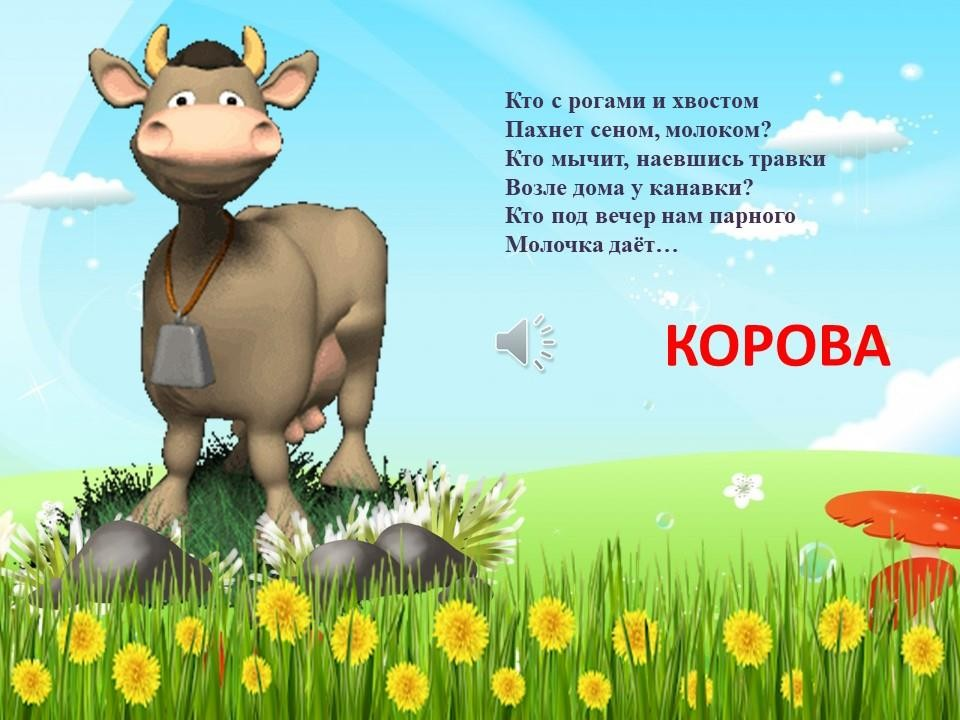 Кто с рогами и хвостом
Пахнет сеном, молоком?
Кто мычит, наевшись травки
Возле дома у канавки?
Кто под вечер нам парного
Молочка даёт…
КОРОВА